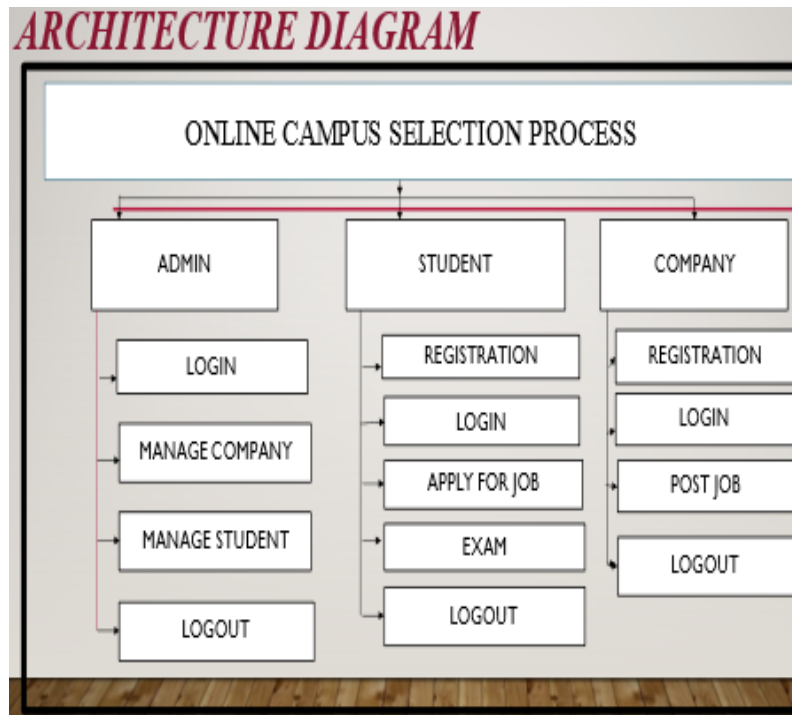 ARCHITECTURE DIAGRAM
ONLINE CAMPUS SELECTION PROCESS
ADMIN
LOGIN
MANAGE COMPANY
MANAGE STUDENT
LOGOUT
STUDENT
REGISTRATION
LOGIN
APPLY FOR JOB
EXAM
LOGOUT
COMPANY
REGISTRATION
LOGIN
POST JOB
LOGOUT